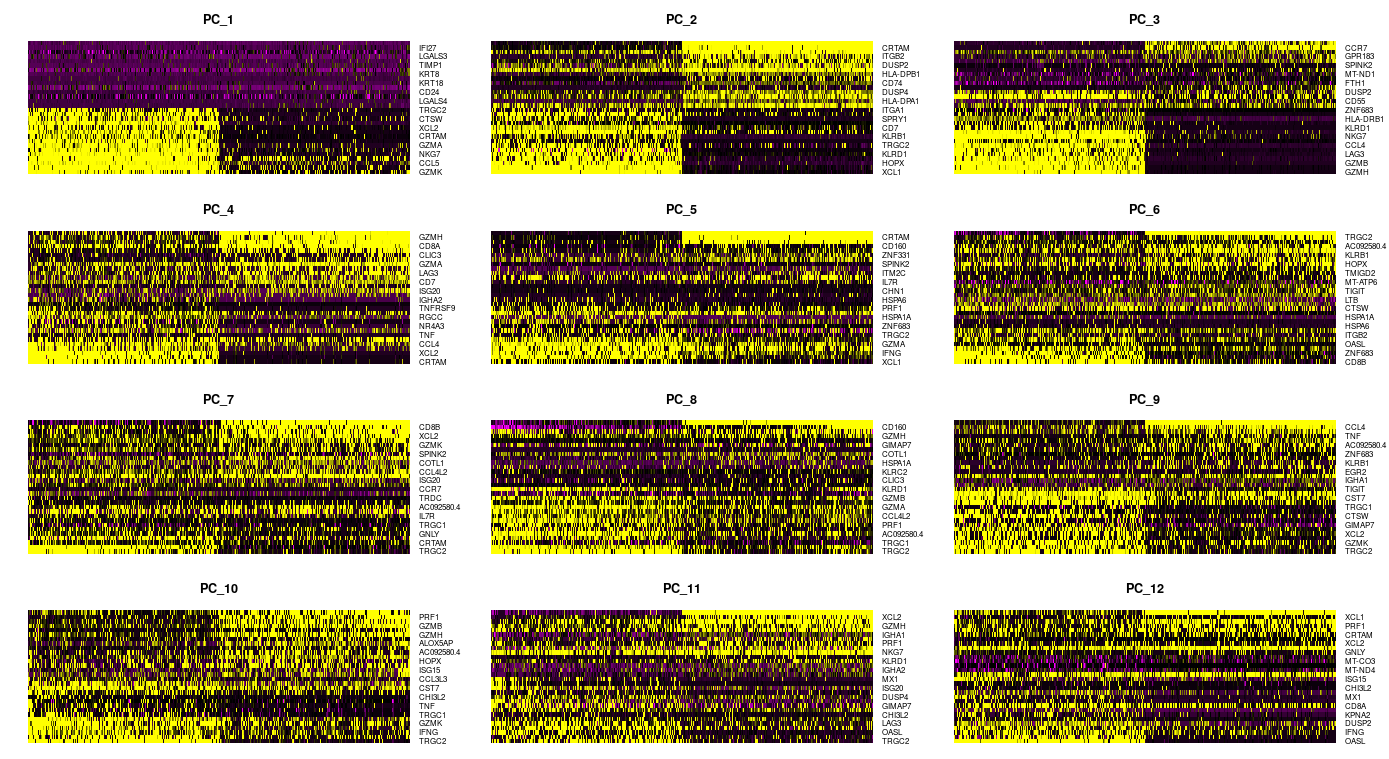 PC_1
IFI27
LGALS3
TIMP1
KRT8
KRT18
CD24
LGALS4
TRGC2
CTSW
XCL2
CRTAM
GZMA
NKG7
CCL5
GZMK
PC_2
CRTAM
ITGB2
DUSP2
HLA-DPB1
CD74
DUSP4
HLA-DPA1
ITGA1
SPRY1
CD7
KLRB1
TRGC2
KLRD1
HOPX
XCL1
PC_3
CCR7
GPR183
SPINK2
MT-ND1
FTH1
DUSP2
CD55
ZNF683
HLA-DRB1
KLRD1
NKG7
CCL4
LAG3
GZMB
GZMH
PC_4
GZMH
CD8A
CLIC3
GZMA
LAG3
CD7
ISG20
IGHA2
TNFRSF9
RGCC
NR4A3
TNF
CCL4
XCL2
CRTAM
PC_5
CRTAM
CD160
ZNF331
SPINK2
ITM2C
IL7R
CHN1
HSPA6
PRF1
HSPA1A
ZNF683
TRGC2
GZMA
IFNG
XCL1
PC_6
TRGC2
AC092580.4
KLRB1
HOPX
TMIGD2
MT-ATP6
TIGIT
LTB
CTSW
HSPA1A
HSPA6
ITGB2
OASL
ZNF683
CD8B
PC_7
CD8B
XCL2
GZMK
SPINK2
COTL1
CCL4L2
ISG20
CCR7
TRDC
AC092580.4
IL7R
TRGC1
GNLY
CRTAM
TRGC2
PC_8
CD160
GZMH
GIMAP7
COTL1
HSPA1A
KLRC2
CLIC3
KLRD1
GZMB
GZMA
CCL4L2
PRF1
AC092580.4
TRGC1
TRGC2
PC_9
CCL4
TNF
AC092580.4
ZNF683
KLRB1
EGR2
IGHA1
TIGIT
CST7
TRGC1
CTSW
GIMAP7
XCL2
GZMK
TRGC2
PC_10
PRF1
GZMB
GZMH
ALOX5AP
AC092580.4
HOPX
ISG15
CCL3L3
CST7
CHI3L2
TNF
TRGC1
GZMK
IFNG
TRGC2
PC_11
XCL2
GZMH
IGHA1
PRF1
NKG7
KLRD1
IGHA2
MX1
ISG20
DUSP4
GIMAP7
CHI3L2
LAG3
OASL
TRGC2
PC_12
XCL1
PRF1
CRTAM
XCL2
GNLY
MT-CO3
MT-ND4
ISG15
CHI3L2
MX1
CD8A
KPNA2
DUSP2
IFNG
OASL